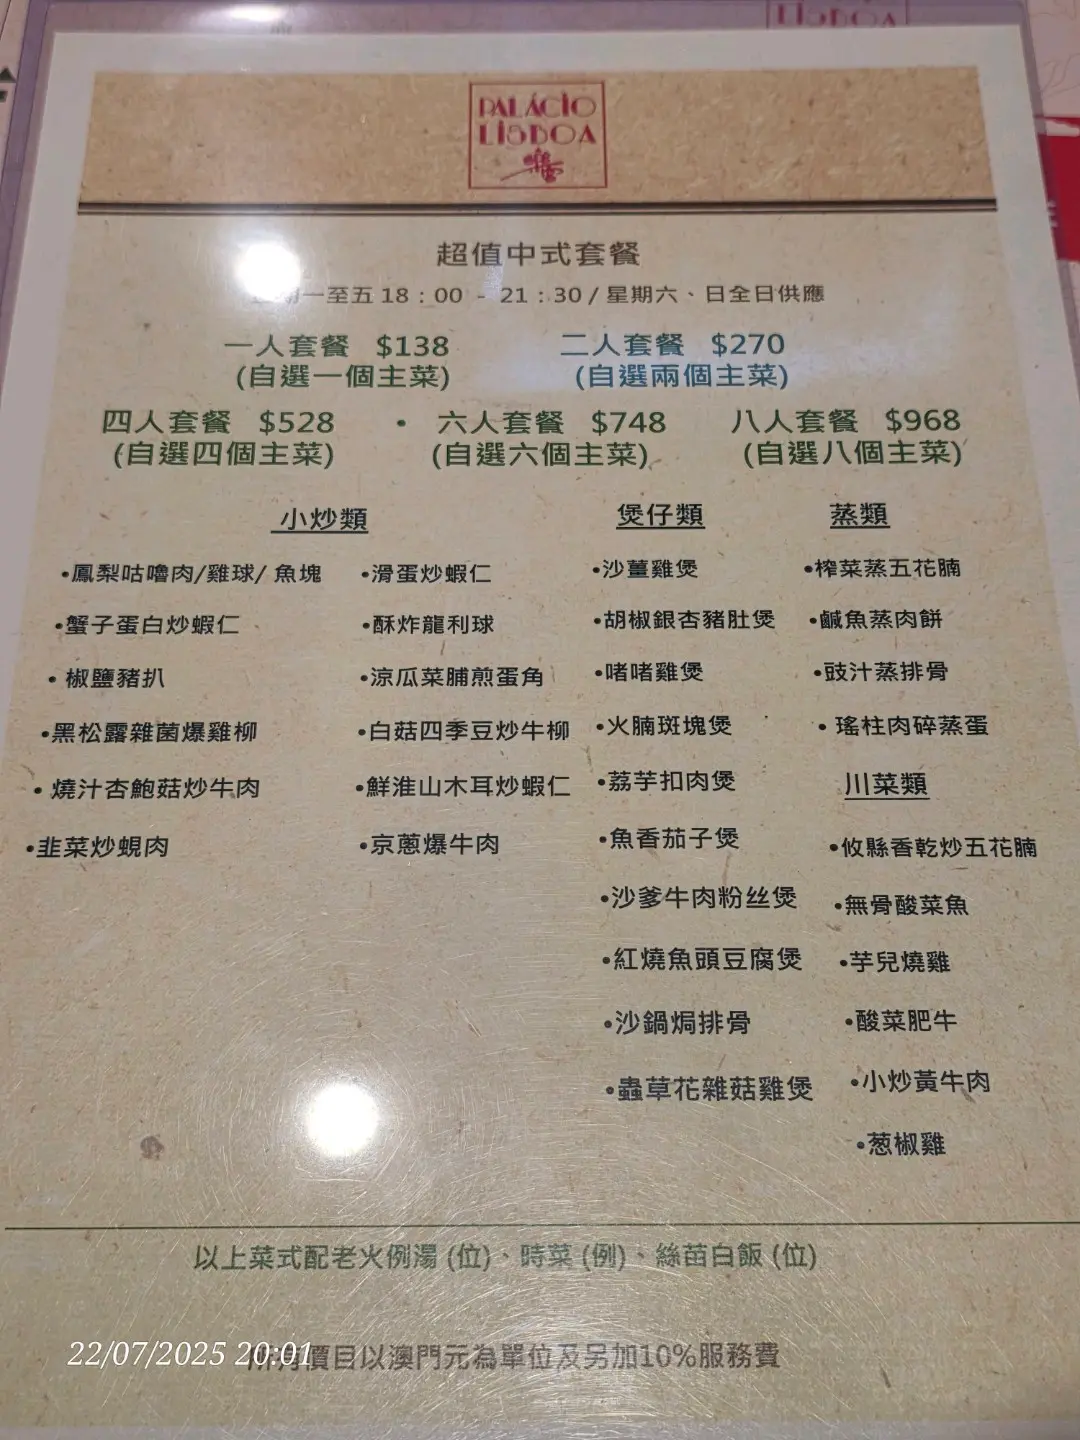 LISBOA
PALÁCIO
LISBOA
超值中式套餐
期一至五 18：00 - 21：30 / 星期六、日全日供應
一人套餐 $138
(自選一個主菜)
二人套餐 $270
(自選兩個主菜)
四人套餐 $528
(自選四個主菜)
六人套餐 $748
(自選六個主菜)
八人套餐 $968
(自選八個主菜)
小炒類
•鳳梨咕嚕肉/雞球/ 魚塊
•蟹子蛋白炒蝦仁
•椒鹽豬扒
•黑松露雜菌爆雞柳
•燒汁杏鮑菇炒牛肉
•韭菜炒蜆肉
•滑蛋炒蝦仁
•酥炸龍利球
•涼瓜菜脯煎蛋角
•白菇四季豆炒牛柳
•鮮淮山木耳炒蝦仁
•京蔥爆牛肉
煲仔類
•沙薑雞煲
•胡椒銀杏豬肚煲
•啫啫雞煲
•火腩斑塊煲
•荔芋扣肉煲
•魚香茄子煲
•沙爹牛肉粉丝煲
•紅燒魚頭豆腐煲
•沙鍋焗排骨
•蟲草花雜菇雞煲
蒸類
•榨菜蒸五花腩
•鹹魚蒸肉餅
•豉汁蒸排骨
•瑤柱肉碎蒸蛋
川菜類
•攸縣香乾炒五花腩
•無骨酸菜魚
•芋兒燒雞
•酸菜肥牛
•小炒黃牛肉
•葱椒雞
以上菜式配老火例湯 (位)、時菜 (例)、絲苗白飯 (位)
價目以澳門元為單位及另加10%服務費
22/07/2025 20:01